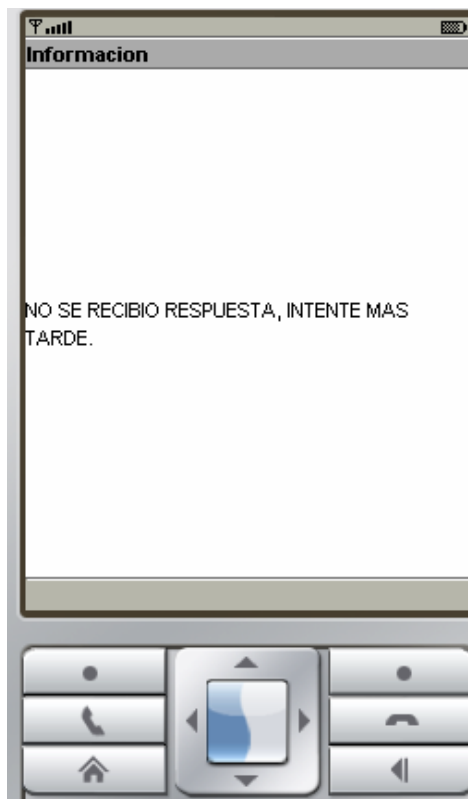 Informacion
NO SE RECIBIO RESPUESTA, INTENTE MAS
TARDE.